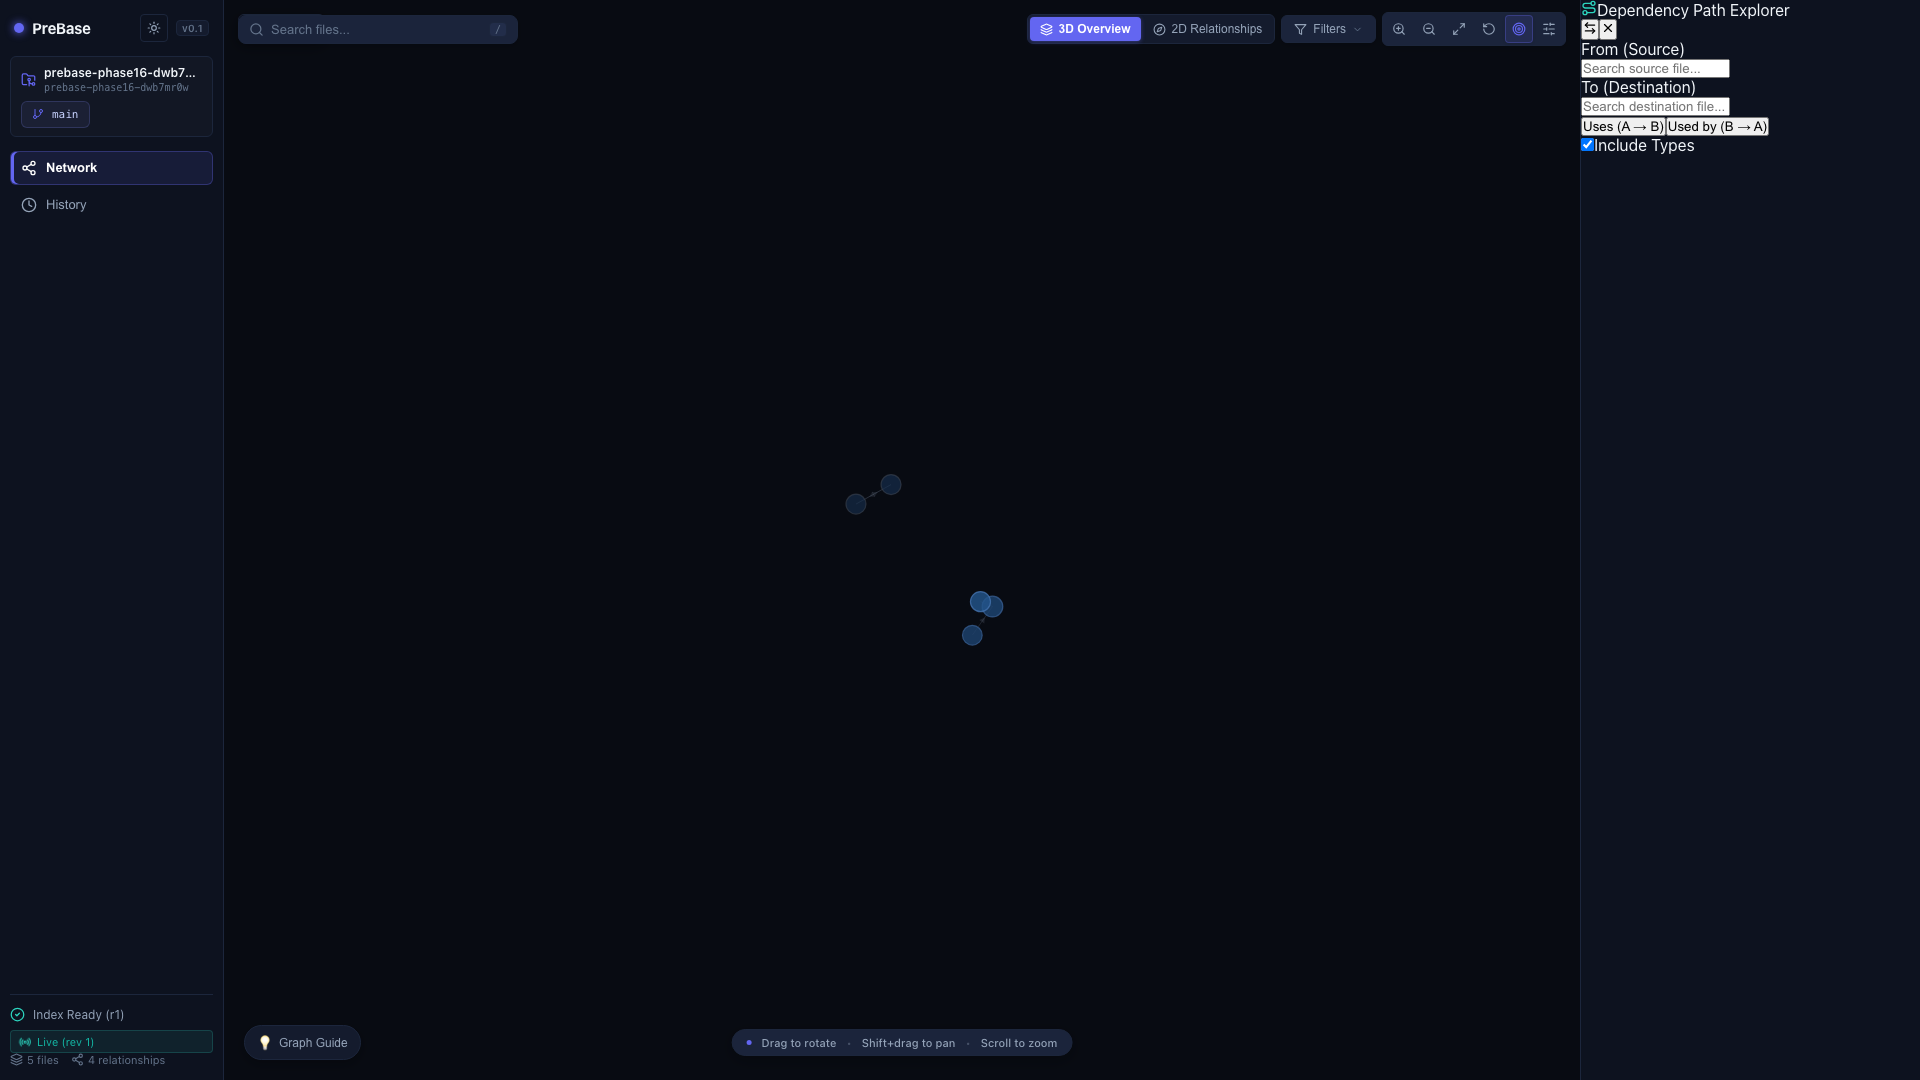 PreBase
v0.1
prebase-phase16-dwb7...
prebase-phase16-dwb7mr0w
main
Network
History
Index Ready (r1)
Live (rev 1)
5 files 4 relationships
Search files... /
3D Overview
2D Relationships
Filters
Graph Guide
Drag to rotate · Shift+drag to pan · Scroll to zoom
Dependency Path Explorer
From (Source)
Search source file...
To (Destination)
Search destination file...
Uses (A → B) Used by (B → A)
Include Types